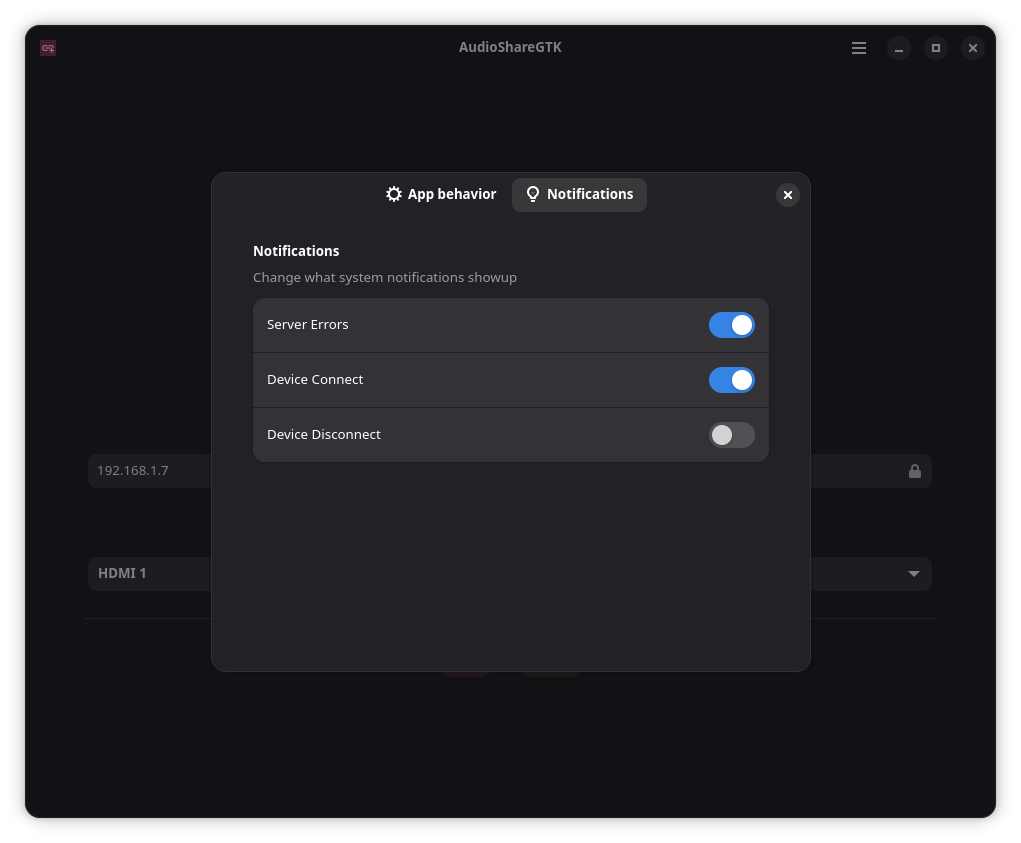 AudioShareGTK
App behavior
Notifications
Notifications
Change what system notifications showup
Server Errors
Device Connect
Device Disconnect
192.168.1.7
HDMI 1